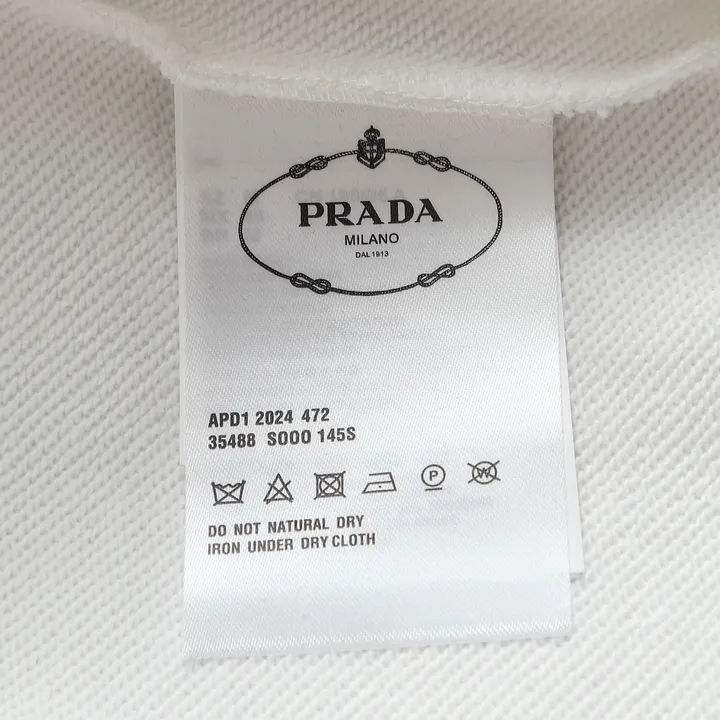 PRADA
MILANO
DAL 1913
APD1 2024 472
35488 S000 145S
P
W
DO NOT NATURAL DRY
IRON UNDER DRY CLOTH